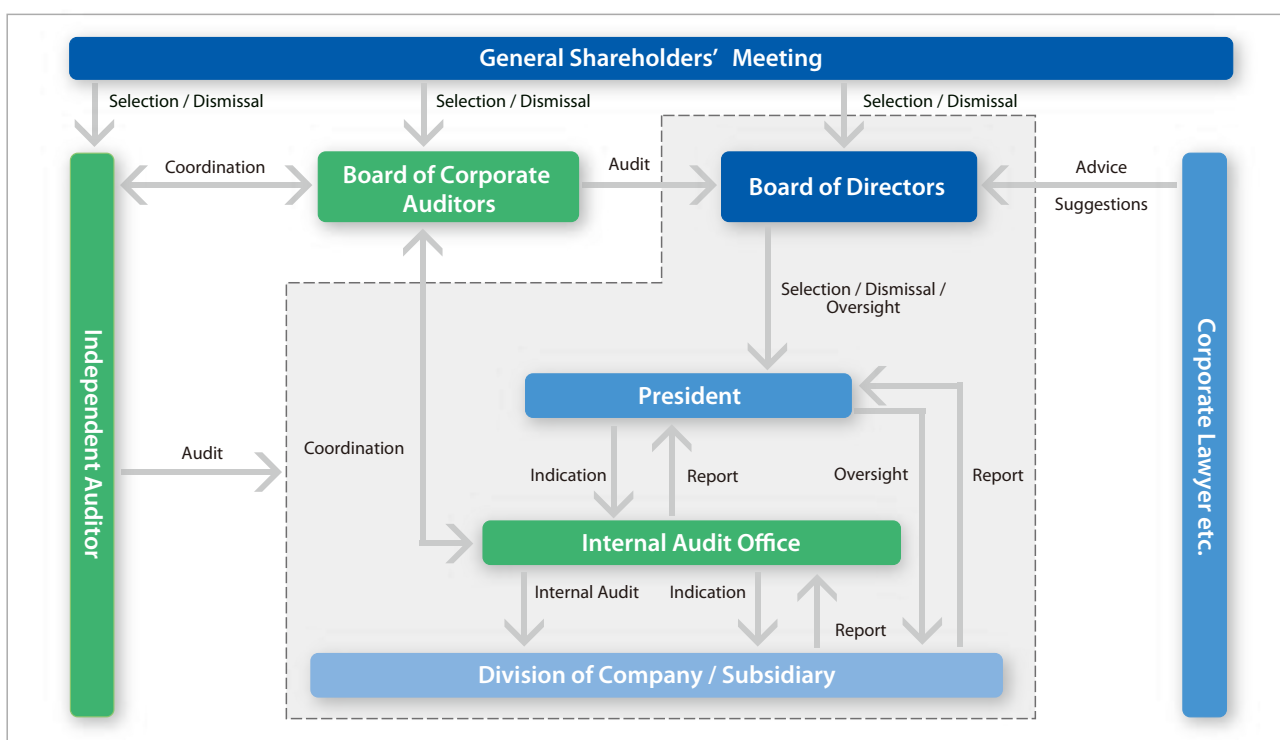 General Shareholders’ Meeting
Selection / Dismissal
Selection / Dismissal
Selection / Dismissal
Independent Auditor
Coordination
Board of Corporate
Auditors
Audit
Board of Directors
Advice
Suggestions
Corporate Lawyer etc.
Selection / Dismissal /
Oversight
President
Audit
Coordination
Indication
Report
Oversight
Report
Internal Audit Office
Internal Audit
Indication
Report
Division of Company / Subsidiary